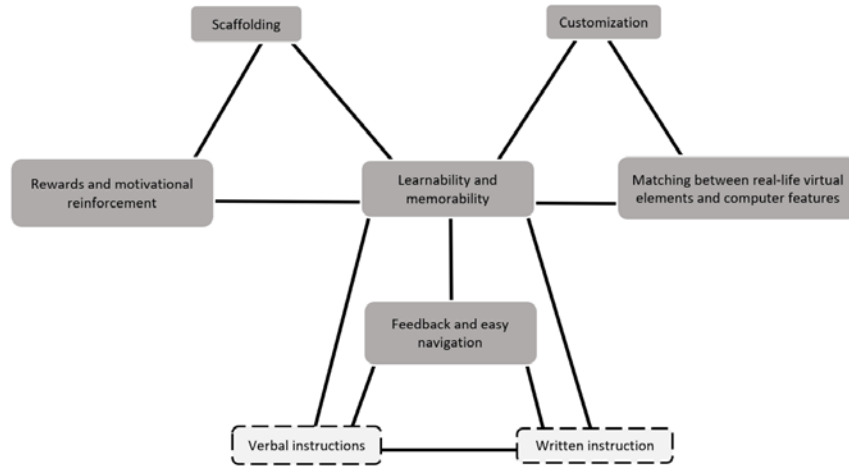 Scaffolding
Customization
Rewards and motivational
reinforcement
Learnability and
memorability
Matching between real-life virtual
elements and computer features
Feedback and easy
navigation
Verbal instructions
Written instruction